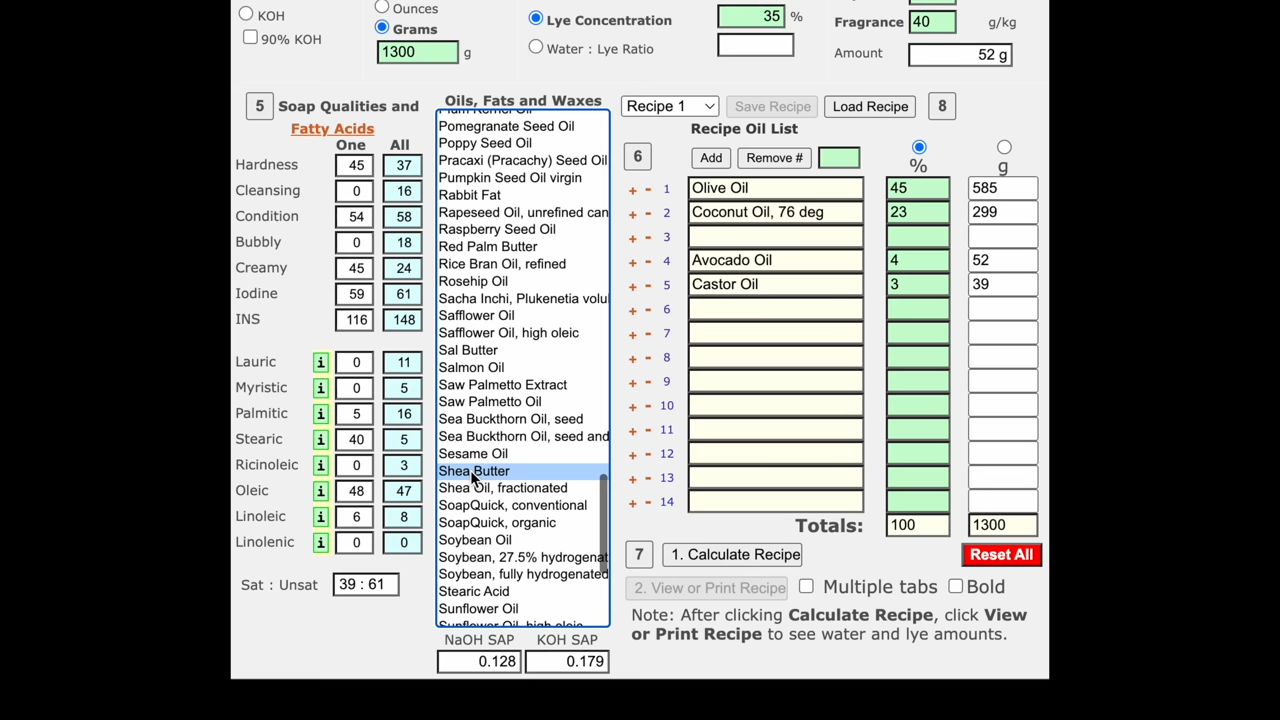 KOH
90% KOH
Ounces
Grams
1300 g
Lye Concentration 35 %
Water : Lye Ratio
Fragrance 40 g/kg
Amount 52 g
5 Soap Qualities and
Fatty Acids
One All
Hardness 45 37
Cleansing 0 16
Condition 54 58
Bubbly 0 18
Creamy 45 24
Iodine 59 61
INS 116 148
Lauric i 0 11
Myristic i 0 5
Palmitic i 5 16
Stearic i 40 5
Ricinoleic i 0 3
Oleic i 48 47
Linoleic i 6 8
Linolenic i 0 0
Sat : Unsat 39 : 61
Oils, Fats and Waxes
Plum Kernel Oil
Pomegranate Seed Oil
Poppy Seed Oil
Pracaxi (Pracachy) Seed Oil
Pumpkin Seed Oil virgin
Rabbit Fat
Rapeseed Oil, unrefined can
Raspberry Seed Oil
Red Palm Butter
Rice Bran Oil, refined
Rosehip Oil
Sacha Inchi, Plukenetia volu
Safflower Oil
Safflower Oil, high oleic
Sal Butter
Salmon Oil
Saw Palmetto Extract
Saw Palmetto Oil
Sea Buckthorn Oil, seed
Sea Buckthorn Oil, seed and
Sesame Oil
Shea Butter
Shea Oil, fractionated
SoapQuick, conventional
SoapQuick, organic
Soybean Oil
Soybean, 27.5% hydrogenat
Soybean, fully hydrogenated
Stearic Acid
Sunflower Oil
Sunflower Oil, high oleic
NaOH SAP KOH SAP
0.128 0.179
Recipe 1 Save Recipe Load Recipe 8
Recipe Oil List
6 Add Remove # % g
+ - 1 Olive Oil 45 585
+ - 2 Coconut Oil, 76 deg 23 299
+ - 3
+ - 4 Avocado Oil 4 52
+ - 5 Castor Oil 3 39
+ - 6
+ - 7
+ - 8
+ - 9
+ - 10
+ - 11
+ - 12
+ - 13
+ - 14
Totals: 100 1300
7 1. Calculate Recipe Reset All
2. View or Print Recipe Multiple tabs Bold
Note: After clicking Calculate Recipe, click View
or Print Recipe to see water and lye amounts.